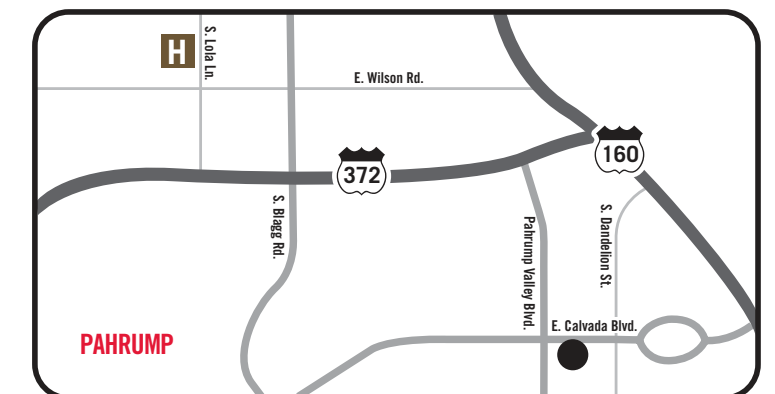 H
S. Lola Ln.
E. Wilson Rd.
160
372
S. Blagg Rd.
Pahrump Valley Blvd.
S. Dandelion St.
E. Calvada Blvd.
PAHRUMP